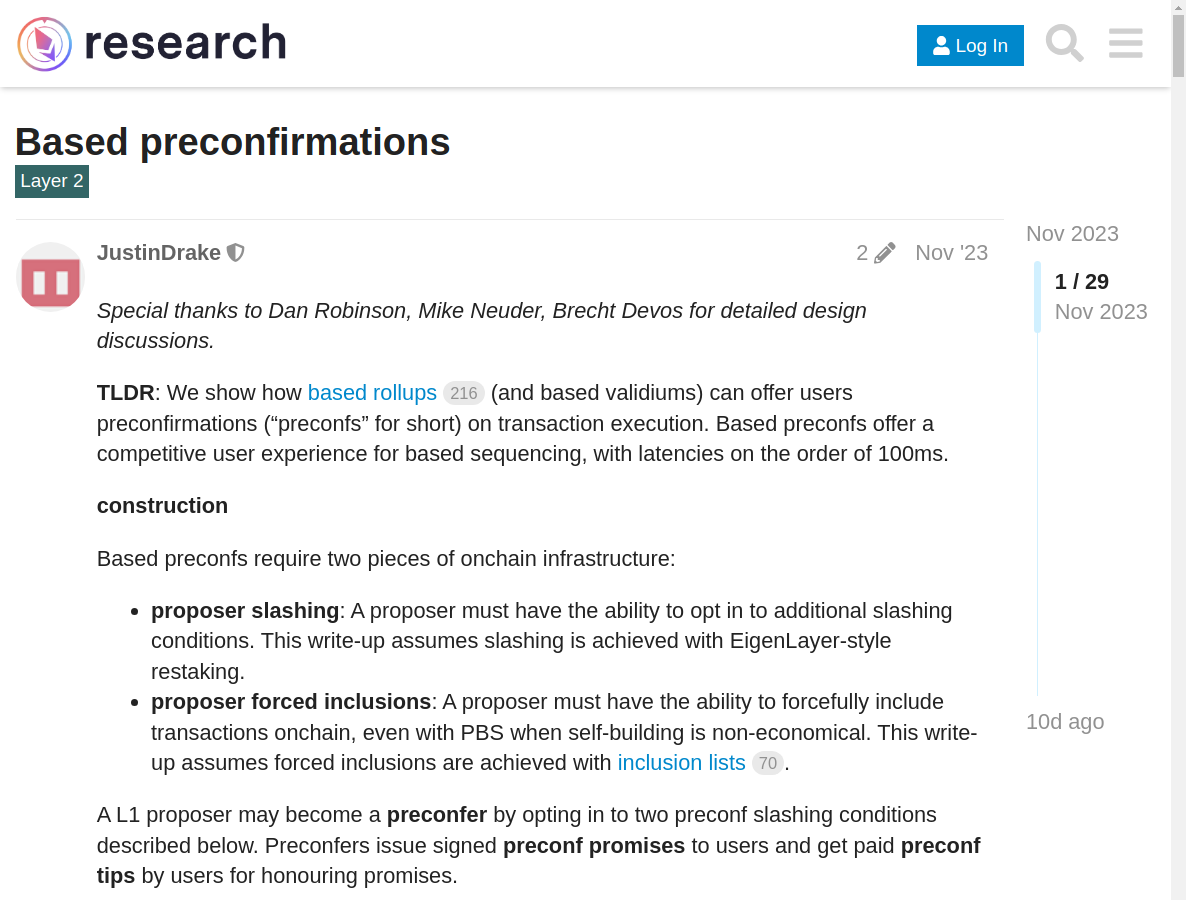 research
Log In
Based preconfirmations
Layer 2
JustinDrake 2 Nov '23
Nov 2023
1 / 29
Nov 2023
10d ago
Special thanks to Dan Robinson, Mike Neuder, Brecht Devos for detailed design
discussions.
TLDR: We show how based rollups 216 (and based validiums) can offer users
preconfirmations (“preconfs” for short) on transaction execution. Based preconfs offer a
competitive user experience for based sequencing, with latencies on the order of 100ms.
construction
Based preconfs require two pieces of onchain infrastructure:
• proposer slashing: A proposer must have the ability to opt in to additional slashing
conditions. This write-up assumes slashing is achieved with EigenLayer-style
restaking.
• proposer forced inclusions: A proposer must have the ability to forcefully include
transactions onchain, even with PBS when self-building is non-economical. This write-
up assumes forced inclusions are achieved with inclusion lists 70.
A L1 proposer may become a preconfer by opting in to two preconf slashing conditions
described below. Preconfers issue signed preconf promises to users and get paid preconf
tips by users for honouring promises.